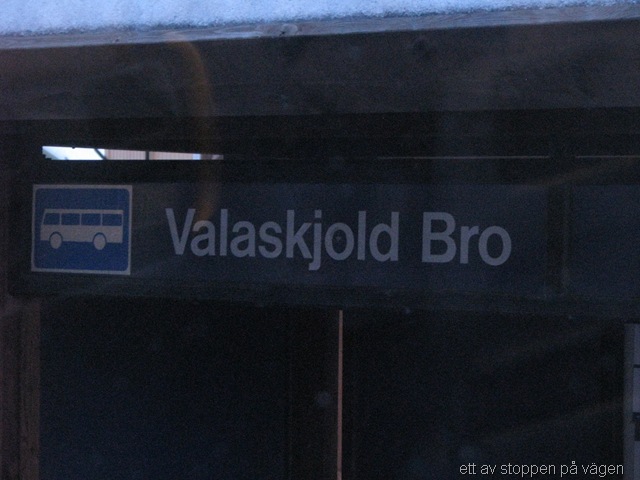 Valaskjold Bro
ett av stoppen på vägen